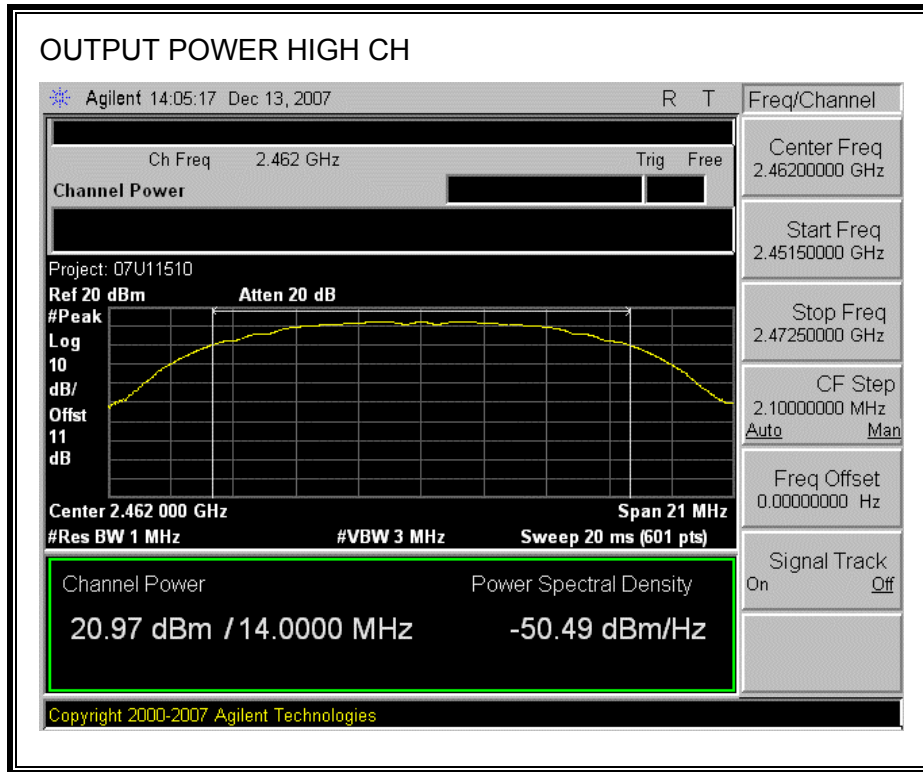 OUTPUT POWER HIGH CH
Agilent 14:05:17 Dec 13, 2007 R T
Freq/Channel
Ch Freq 2.462 GHz Trig Free
Channel Power
Center Freq
2.46200000 GHz
Start Freq
2.45150000 GHz
Stop Freq
2.47250000 GHz
CF Step
2.10000000 MHz
Auto Man
Freq Offset
0.00000000 Hz
Signal Track
On Off
Project: 07U11510
Ref 20 dBm Atten 20 dB
#Peak
Log
10
dB/
Offst
11
dB
Center 2.462 000 GHz Span 21 MHz
#Res BW 1 MHz #VBW 3 MHz Sweep 20 ms (601 pts)
Channel Power Power Spectral Density
20.97 dBm / 14.0000 MHz -50.49 dBm/Hz
Copyright 2000-2007 Agilent Technologies